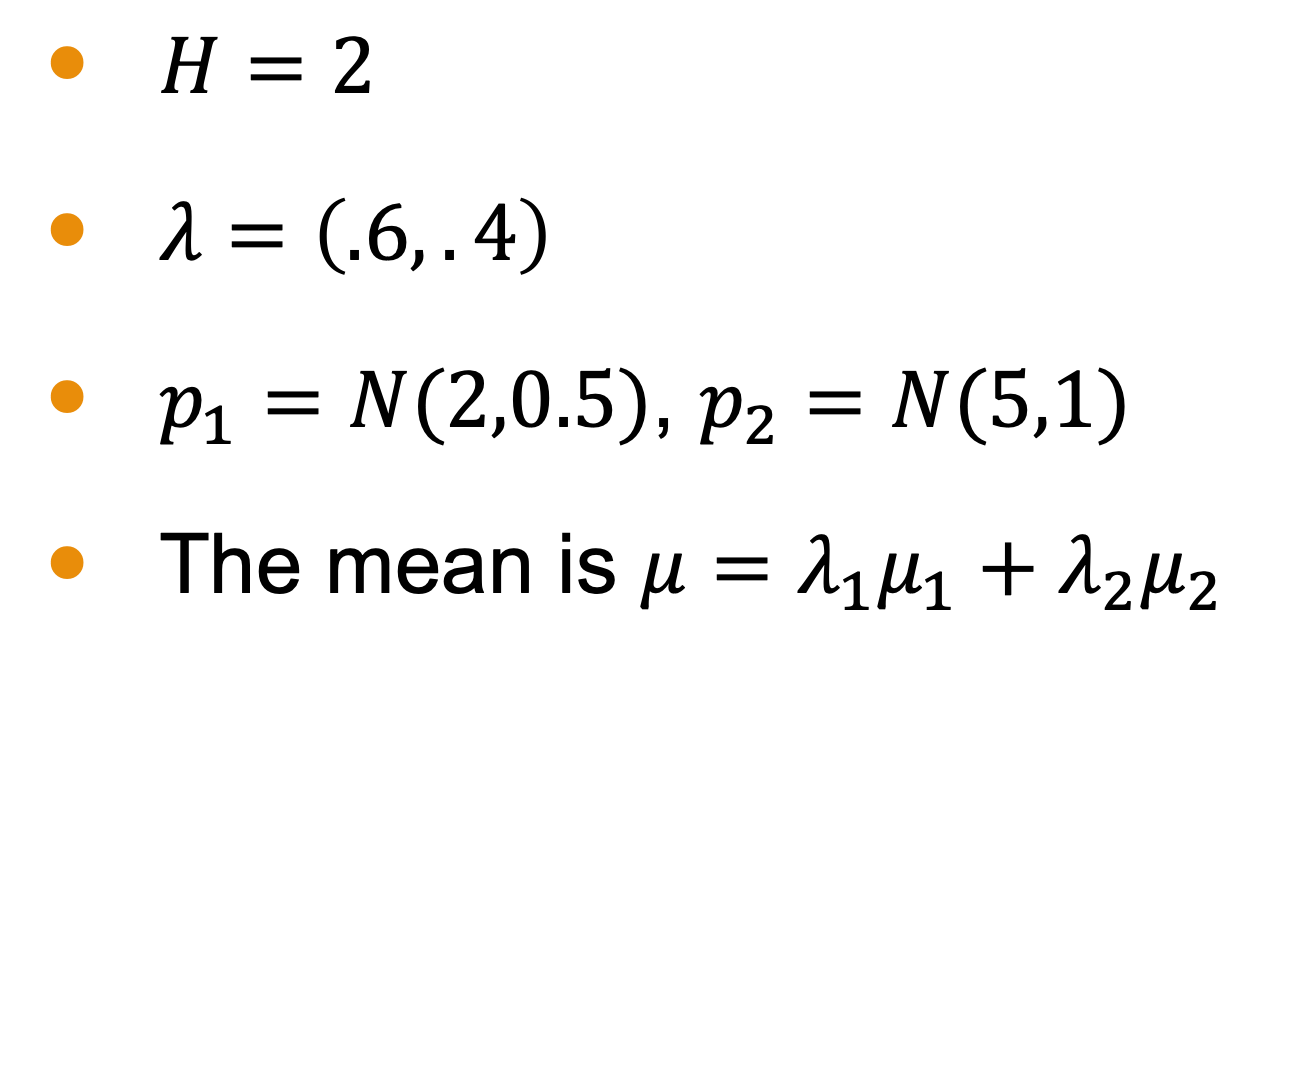 • H = 2
• λ = (.6, . 4)
• p₁ = N(2,0.5), p₂ = N(5,1)
• The mean is μ = λ₁μ₁ + λ₂μ₂